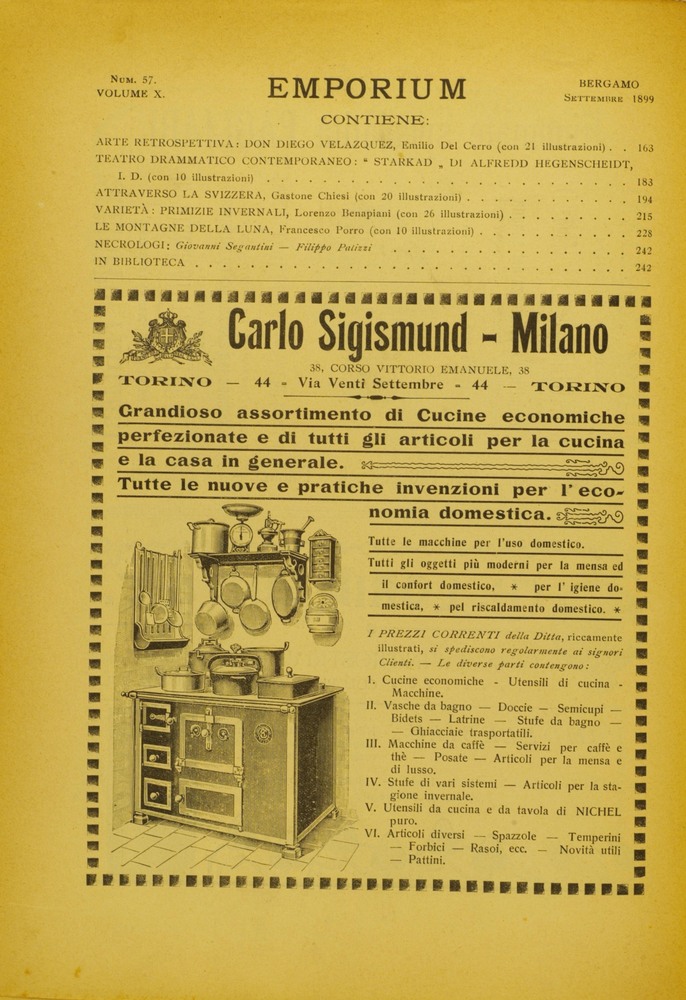 Num. 57.
VOLUME X.
EMPORIUM
BERGAMO
Settembre 1899
CONTIENE:
ARTE RETROSPETTIVA: DON DIEGO VELAZQUEZ, Emilio Del Cerro (con 21 illustrazioni) . . 163
TEATRO DRAMMATICO CONTEMPORANEO: “ STARKAD „ DI ALFREDD HEGENSCHEIDT,
I. D. (con 10 illustrazioni) . . . . . . . . . . . . . . . . . . . . . 183
ATTRAVERSO LA SVIZZERA, Gastone Chiesi (con 20 illustrazioni) . . . . . . . . . . 194
VARIETÀ: PRIMIZIE INVERNALI, Lorenzo Benapiani (con 26 illustrazioni) . . . . . . . 215
LE MONTAGNE DELLA LUNA, Francesco Porro (con 10 illustrazioni) . . . . . . . . . 228
NECROLOGI: Giovanni Segantini — Filippo Palizzi . . . . . . . . . . . . . . 242
IN BIBLIOTECA . . . . . . . . . . . . . . . . . . . . . . . . . . . 242
Carlo Sigismund - Milano
38, CORSO VITTORIO EMANUELE, 38
TORINO — 44 - Via Venti Settembre - 44 — TORINO
Grandioso assortimento di Cucine economiche
perfezionate e di tutti gli articoli per la cucina
e la casa in generale.
Tutte le nuove e pratiche invenzioni per l'eco-
nomia domestica.
Tutte le macchine per l'uso domestico.
Tutti gli oggetti più moderni per la mensa ed
il confort domestico, * per l'igiene do-
mestica, * pel riscaldamento domestico. *
I PREZZI CORRENTI della Ditta, riccamente
illustrati, si spediscono regolarmente ai signori
Clienti. — Le diverse parti contengono:
I. Cucine economiche - Utensili di cucina -
Macchine.
II. Vasche da bagno — Doccie — Semicupi —
Bidets — Latrine — Stufe da bagno —
— Ghiacciaie trasportatili.
III. Macchine da caffè — Servizi per caffè e
thè — Posate — Articoli per la mensa e
di lusso.
IV. Stufe di vari sistemi — Articoli per la sta-
gione invernale.
V. Utensili da cucina e da tavola di NICHEL
puro.
VI. Articoli diversi — Spazzole — Temperini
— Forbici — Rasoi, ecc. — Novità utili
— Pattini.